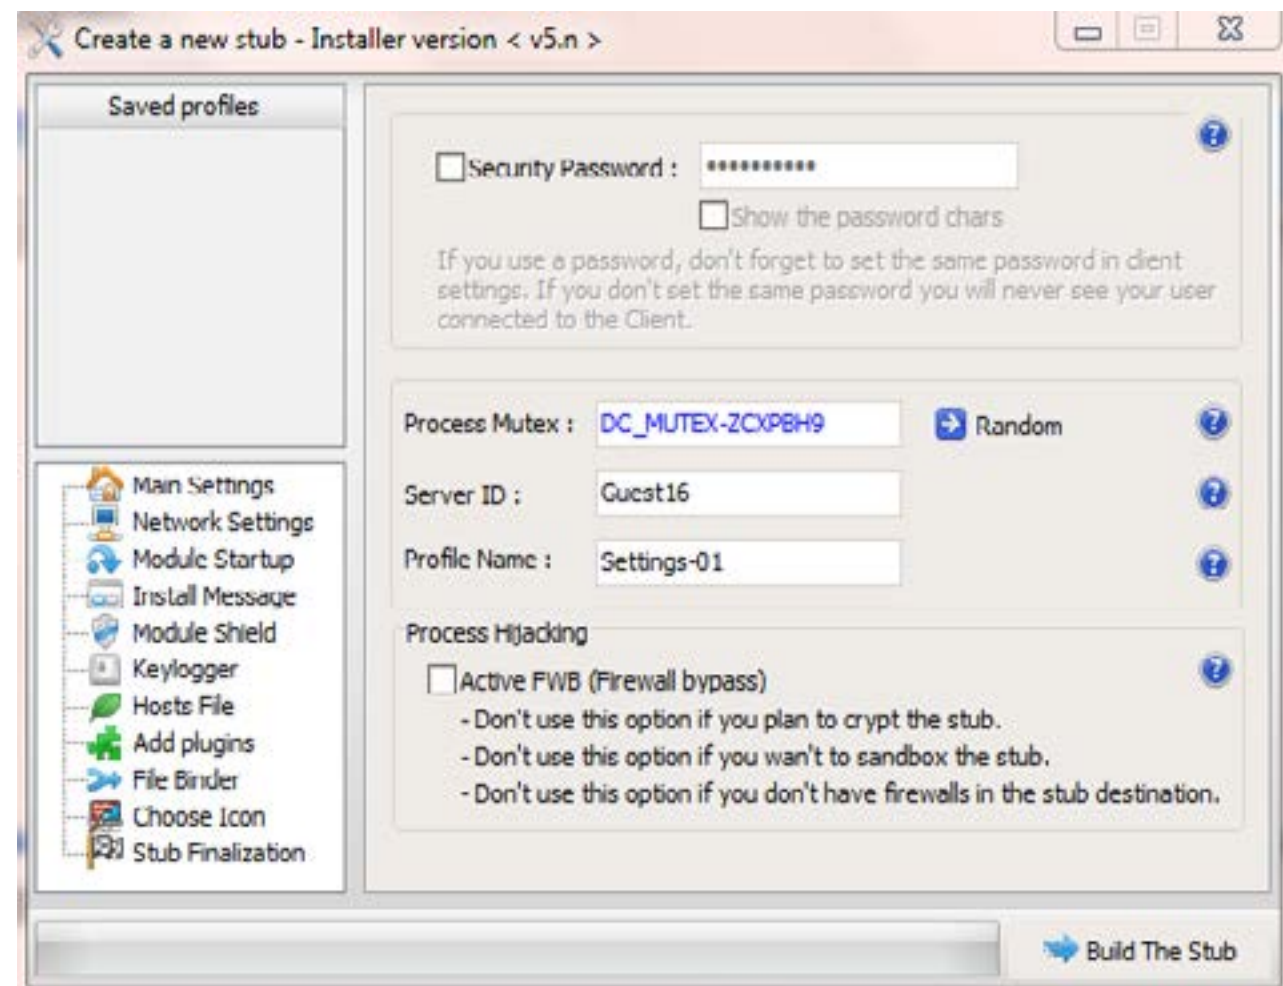 Create a new stub - Installer version < v5.n >
Saved profiles
Security Password :
**********
Show the password chars
If you use a password, don't forget to set the same password in client
settings. If you don't set the same password you will never see your user
connected to the Client.
Process Mutex :
DC_MUTEX-ZCXPBH9
Random
Server ID :
Guest16
Profile Name :
Settings-01
Process Hijacking
Active FWB (Firewall bypass)
- Don't use this option if you plan to crypt the stub.
- Don't use this option if you wan't to sandbox the stub.
- Don't use this option if you don't have firewalls in the stub destination.
Main Settings
Network Settings
Module Startup
Install Message
Module Shield
Keylogger
Hosts File
Add plugins
File Binder
Choose Icon
Stub Finalization
Build The Stub